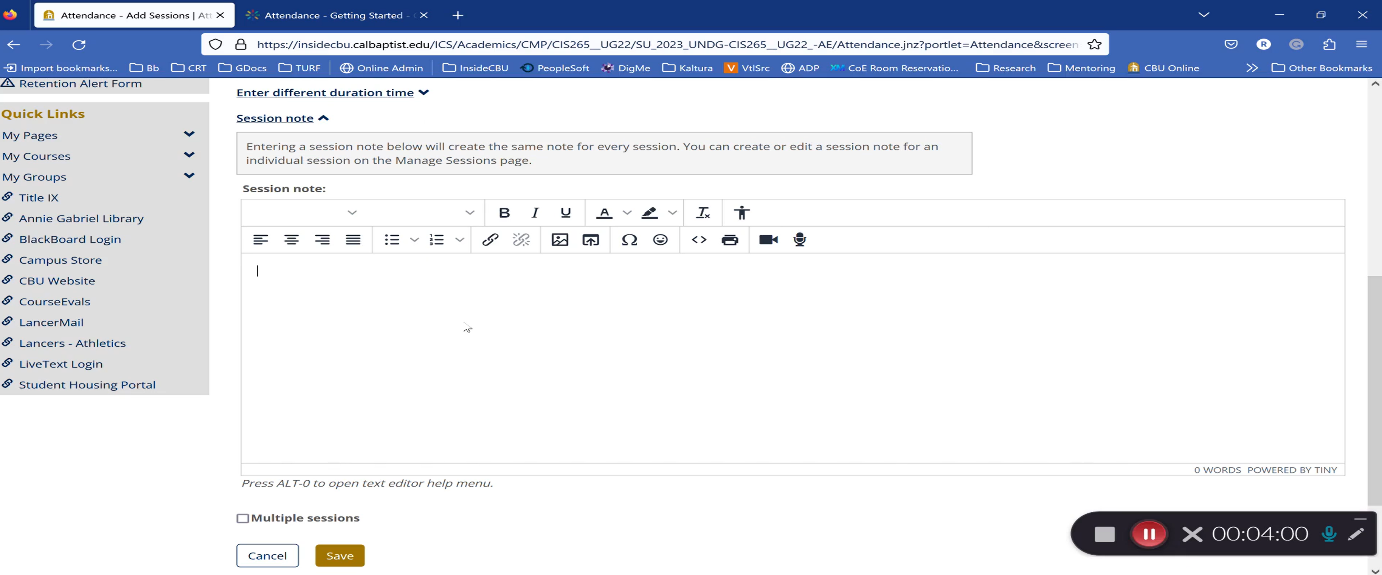 Attendance - Add Sessions | Att
Attendance - Getting Started -
https://insidecbu.calbaptist.edu/ICS/Academics/CMP/CIS265__UG22/SU_2023_UNDG-CIS265__UG22_-AE/Attendance.jnz?portlet=Attendance&screen
Import bookmarks... Bb CRT GDocs TURF Online Admin InsideCBU PeopleSoft DigMe Kaltura VtlSrc ADP CoE Room Reservatio... Research Mentoring CBU Online Other Bookmarks
Retention Alert Form
Quick Links
My Pages
My Courses
My Groups
Title IX
Annie Gabriel Library
BlackBoard Login
Campus Store
CBU Website
CourseEvals
LancerMail
Lancers - Athletics
LiveText Login
Student Housing Portal
Enter different duration time
Session note
Entering a session note below will create the same note for every session. You can create or edit a session note for an
individual session on the Manage Sessions page.
Session note:
0 WORDS POWERED BY TINY
Press ALT-0 to open text editor help menu.
Multiple sessions
Cancel Save
00:04:00